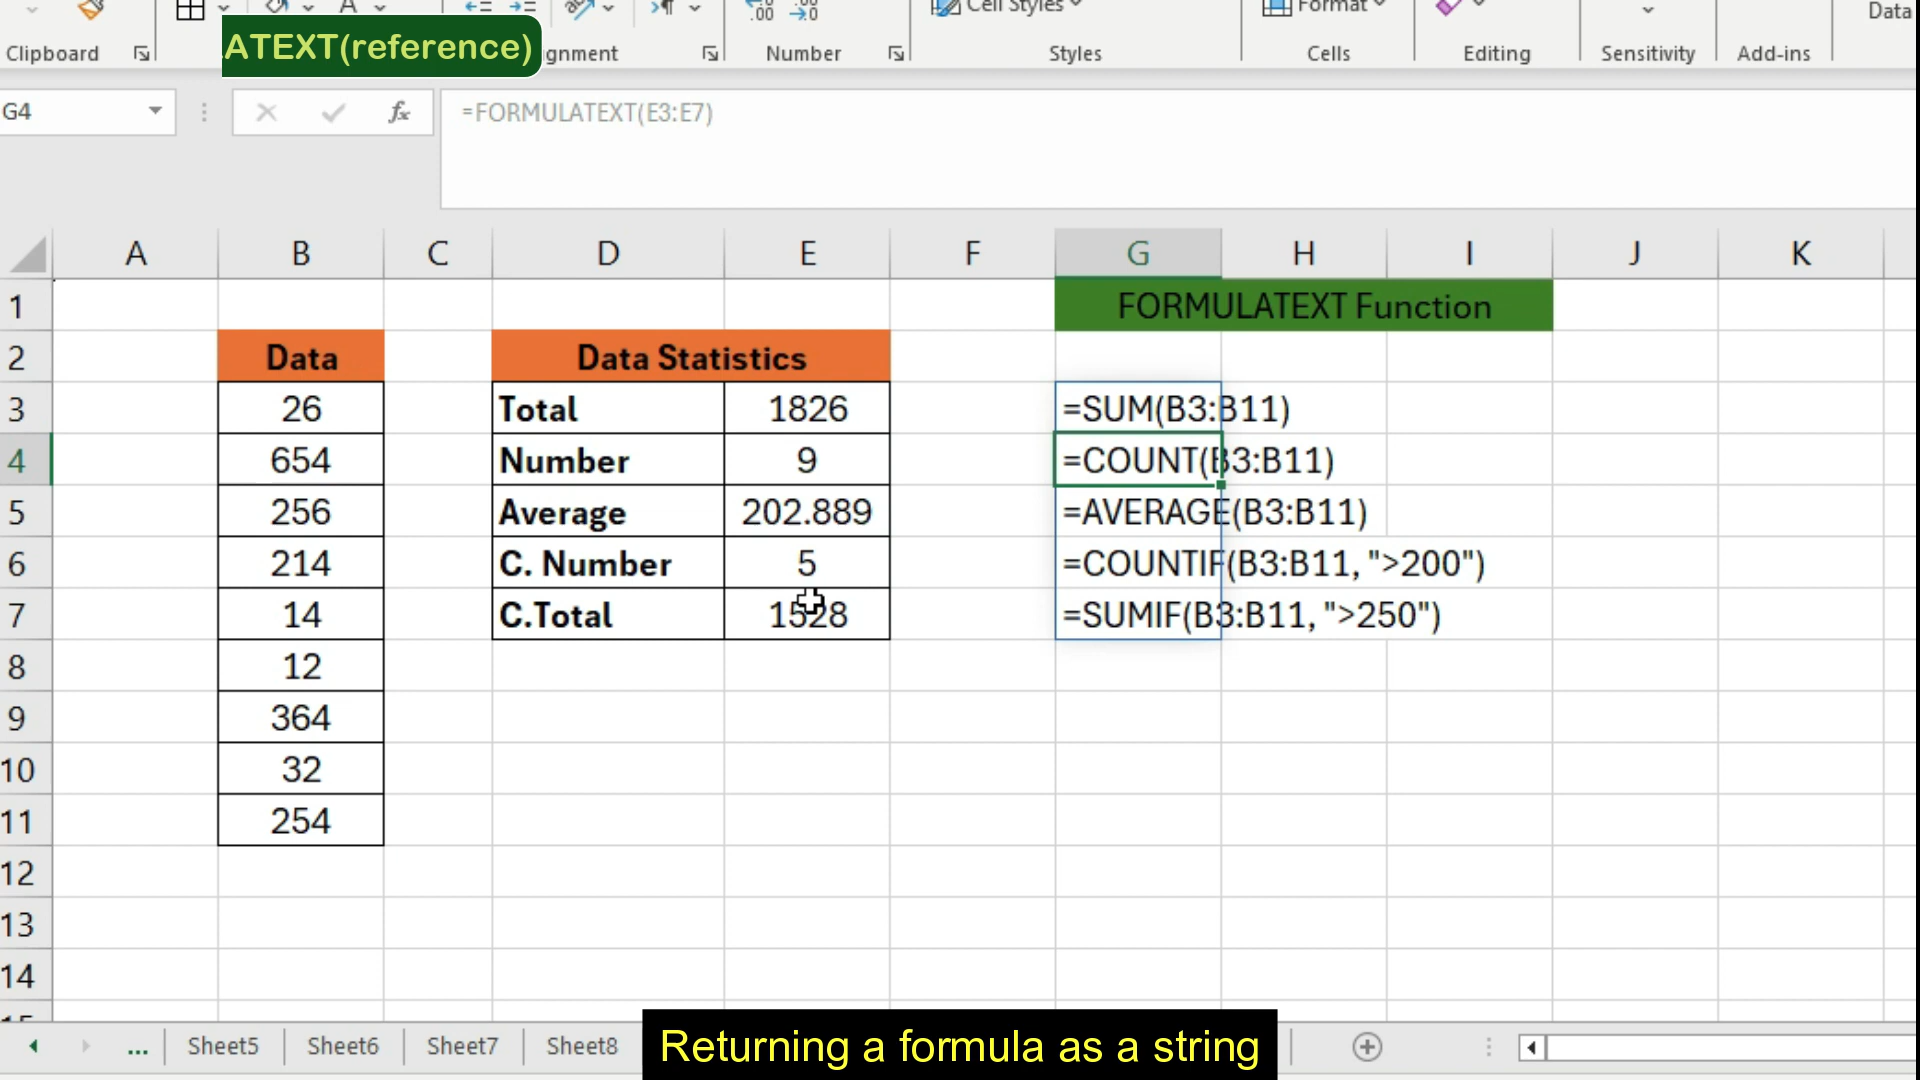 Cell Styles
Format
Data
Clipboard
ATEXT(reference)
gnment
Number
Styles
Cells
Editing
Sensitivity
Add-ins
G4
fx
=FORMULATEXT(E3:E7)
A B C D E F G H I J K
1 FORMULATEXT Function
2 Data Data Statistics
3 26 Total 1826 =SUM(B3:B11)
4 654 Number 9 =COUNT(B3:B11)
5 256 Average 202.889 =AVERAGE(B3:B11)
6 214 C. Number 5 =COUNTIF(B3:B11, ">200")
7 14 C.Total 1528 =SUMIF(B3:B11, ">250")
8 12
9 364
10 32
11 254
12
13
14
... Sheet5 Sheet6 Sheet7 Sheet8
Returning a formula as a string